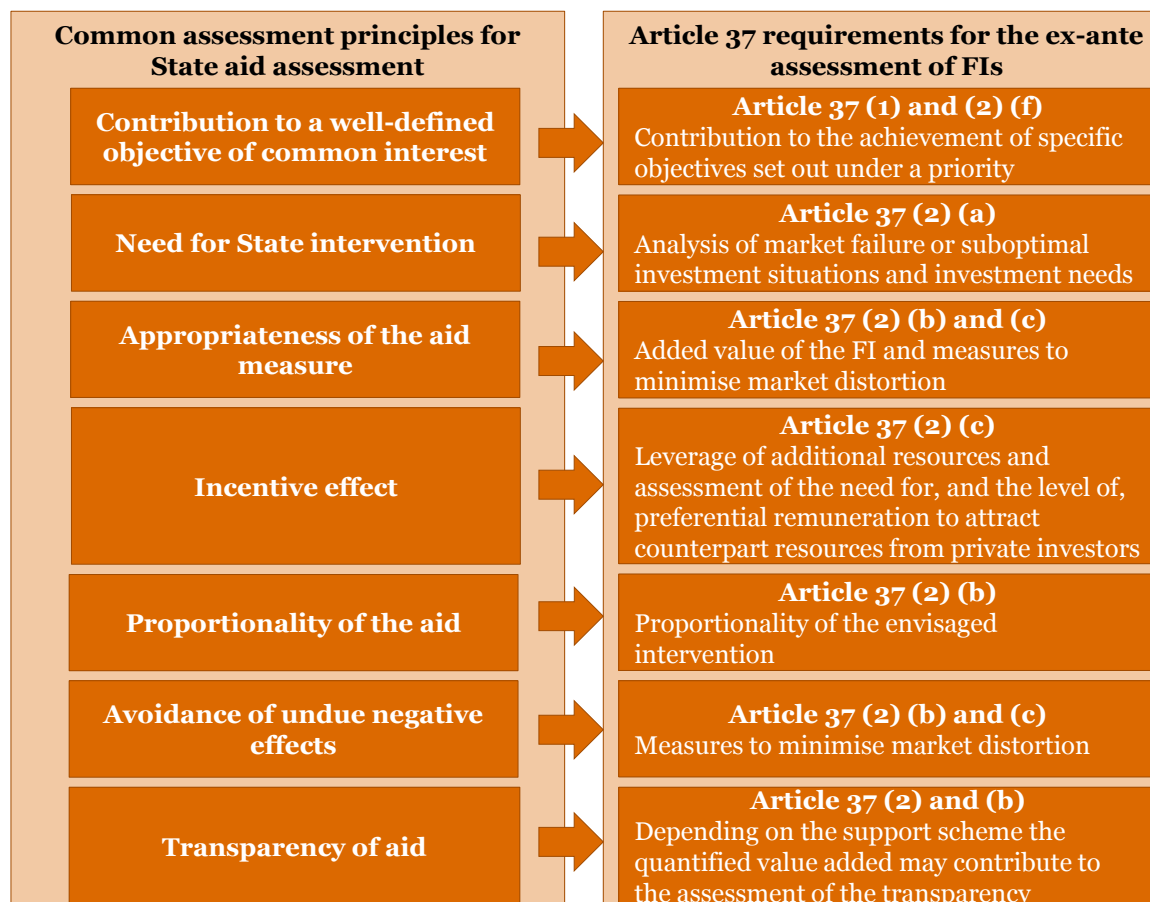 Common assessment principles for
State aid assessment
Article 37 requirements for the ex-ante
assessment of FIs
Contribution to a well-defined
objective of common interest
Article 37 (1) and (2) (f)
Contribution to the achievement of specific
objectives set out under a priority
Need for State intervention
Article 37 (2) (a)
Analysis of market failure or suboptimal
investment situations and investment needs
Appropriateness of the aid
measure
Article 37 (2) (b) and (c)
Added value of the FI and measures to
minimise market distortion
Incentive effect
Article 37 (2) (c)
Leverage of additional resources and
assessment of the need for, and the level of,
preferential remuneration to attract
counterpart resources from private investors
Proportionality of the aid
Article 37 (2) (b)
Proportionality of the envisaged
intervention
Avoidance of undue negative
effects
Article 37 (2) (b) and (c)
Measures to minimise market distortion
Transparency of aid
Article 37 (2) and (b)
Depending on the support scheme the
quantified value added may contribute to
the assessment of the transparency